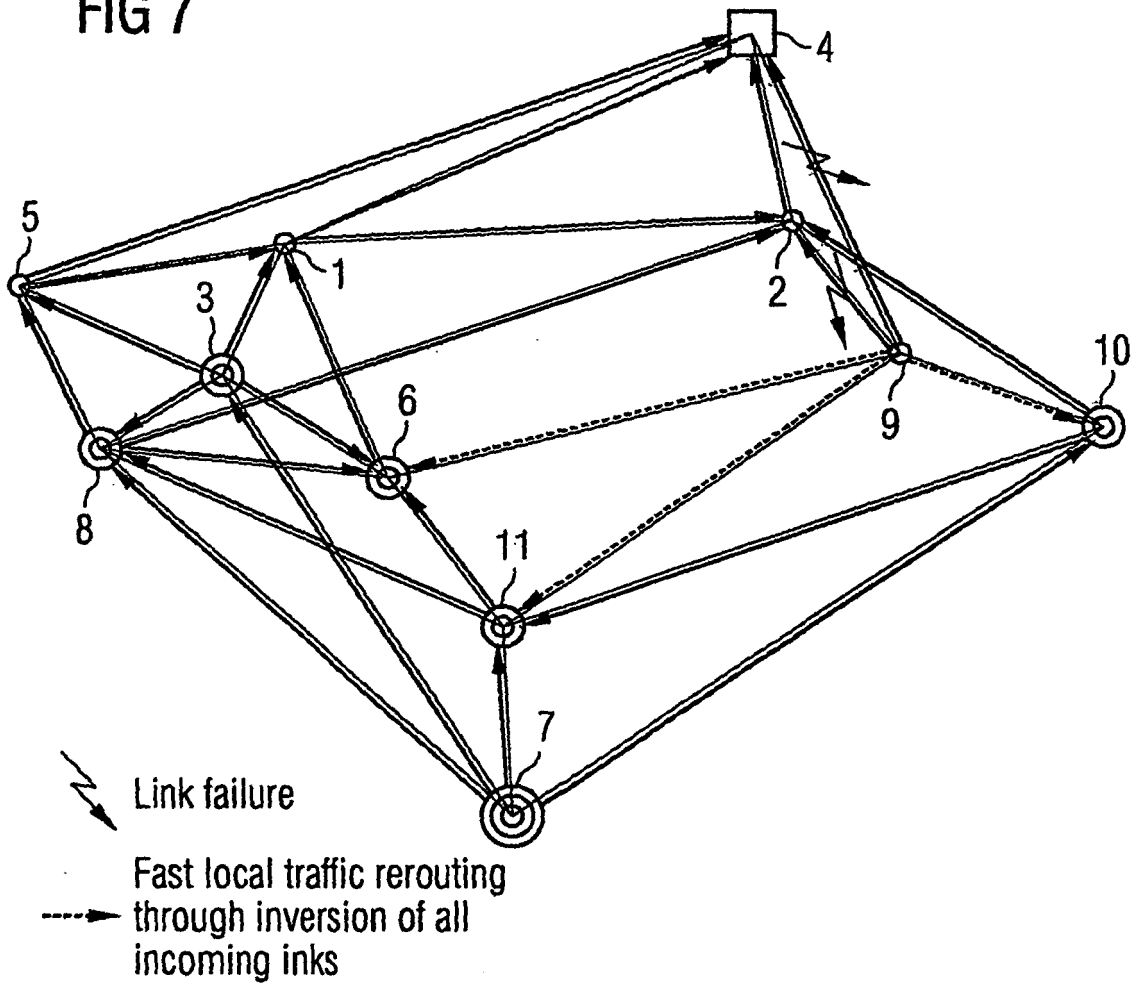 FIG 7
4
5
1
3
2
10
6
9
8
11
7
Link failure
Fast local traffic rerouting
through inversion of all
incoming inks